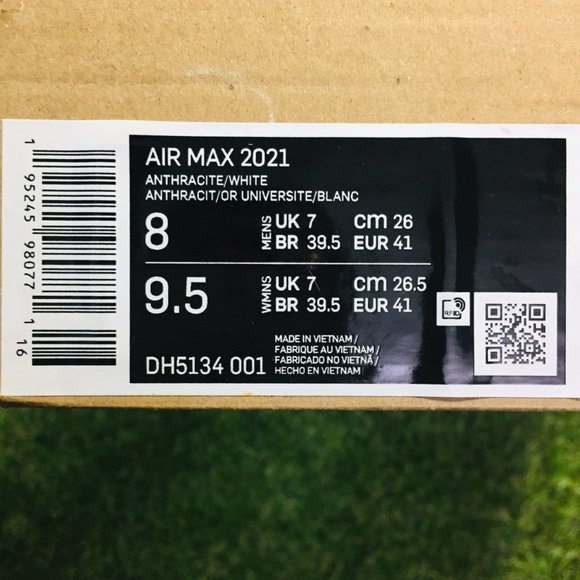 AIR MAX 2021
ANTHRACITE/WHITE
ANTHRACIT/OR UNIVERSITE/BLANC
8 MENS UK 7 cm 26
BR 39.5 EUR 41
9.5 WMNS UK 7 cm 26.5
BR 39.5 EUR 41
RFID
DH5134 001
MADE IN VIETNAM /
FABRIQUE AU VIETNAM /
FABRICADO NO VIETNÃ /
HECHO EN VIETNAM
1 95245 98077 1 16